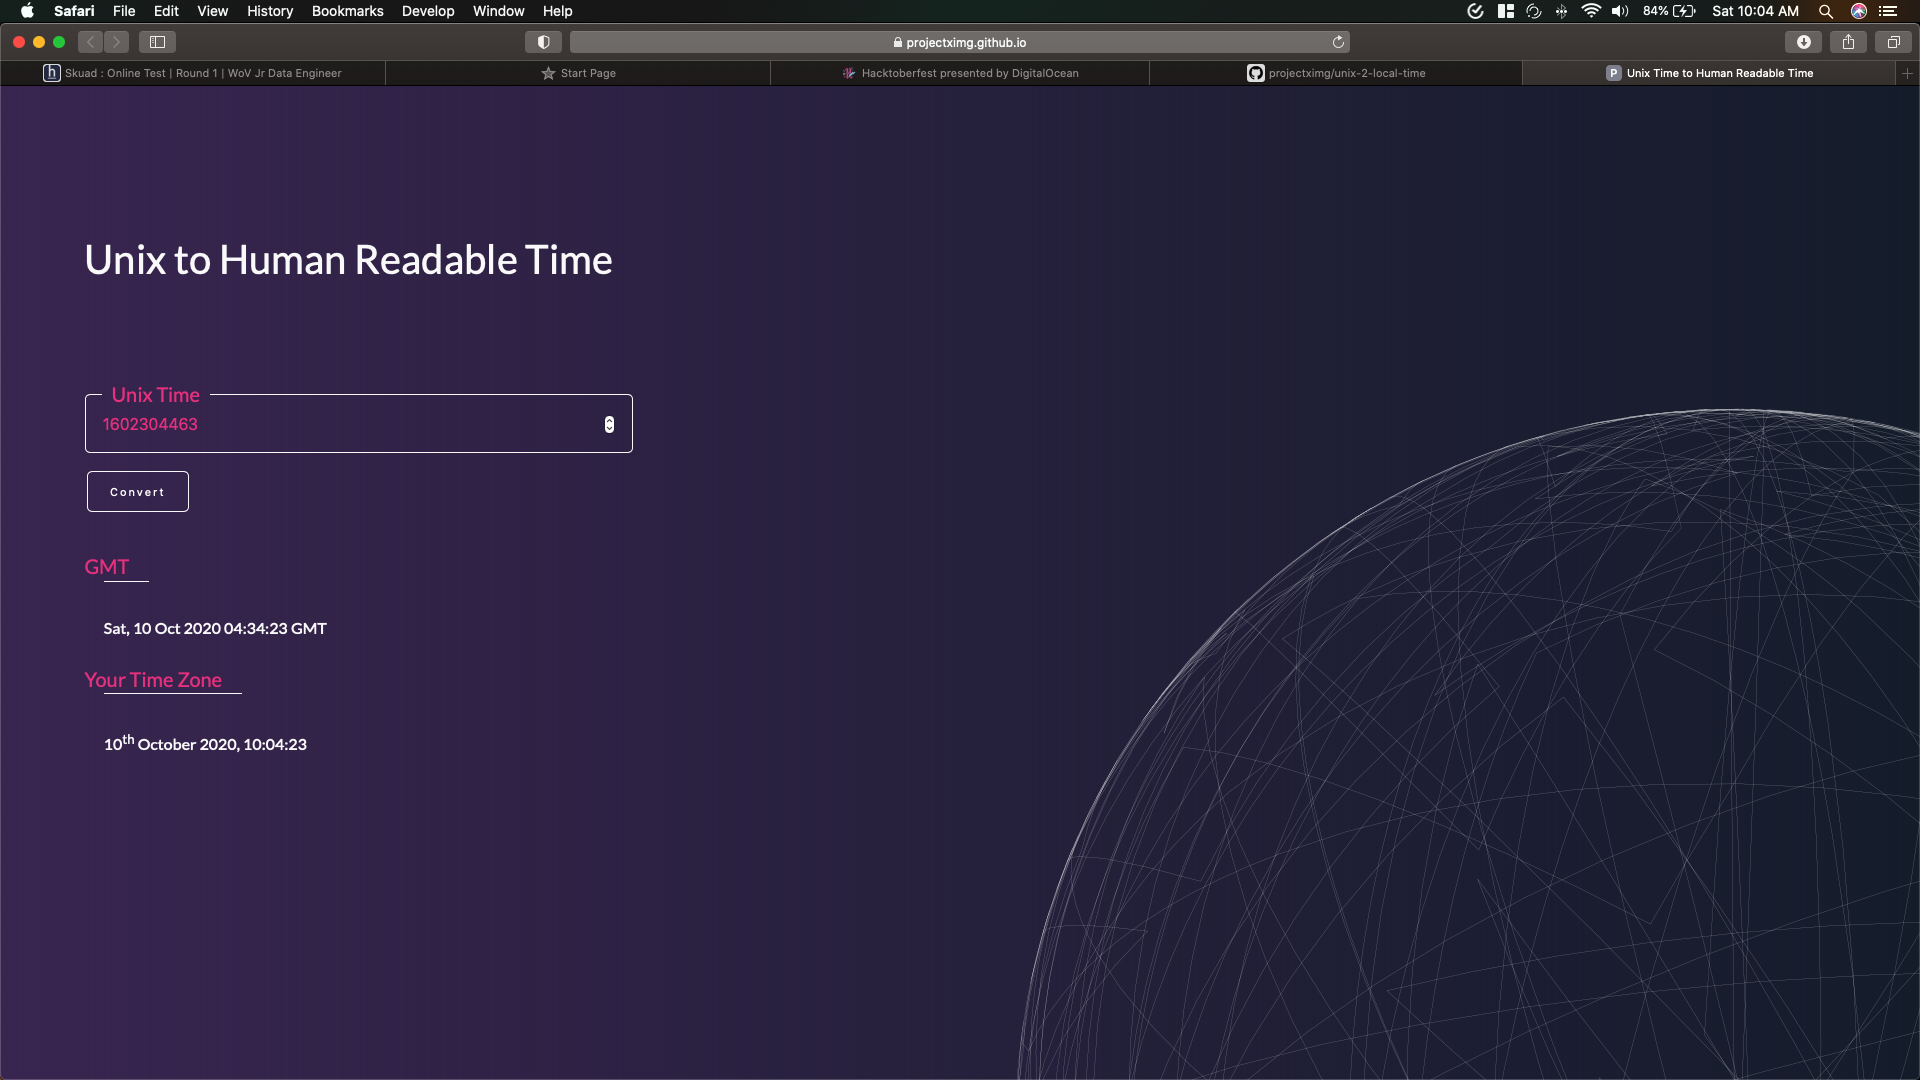 Safari File Edit View History Bookmarks Develop Window Help 84% Sat 10:04 AM
projectximg.github.io
h Skuad : Online Test | Round 1 | WoV Jr Data Engineer Start Page Hacktoberfest presented by DigitalOcean projectximg/unix-2-local-time P Unix Time to Human Readable Time
Unix to Human Readable Time
Unix Time
1602304463
Convert
GMT
Sat, 10 Oct 2020 04:34:23 GMT
Your Time Zone
10th October 2020, 10:04:23